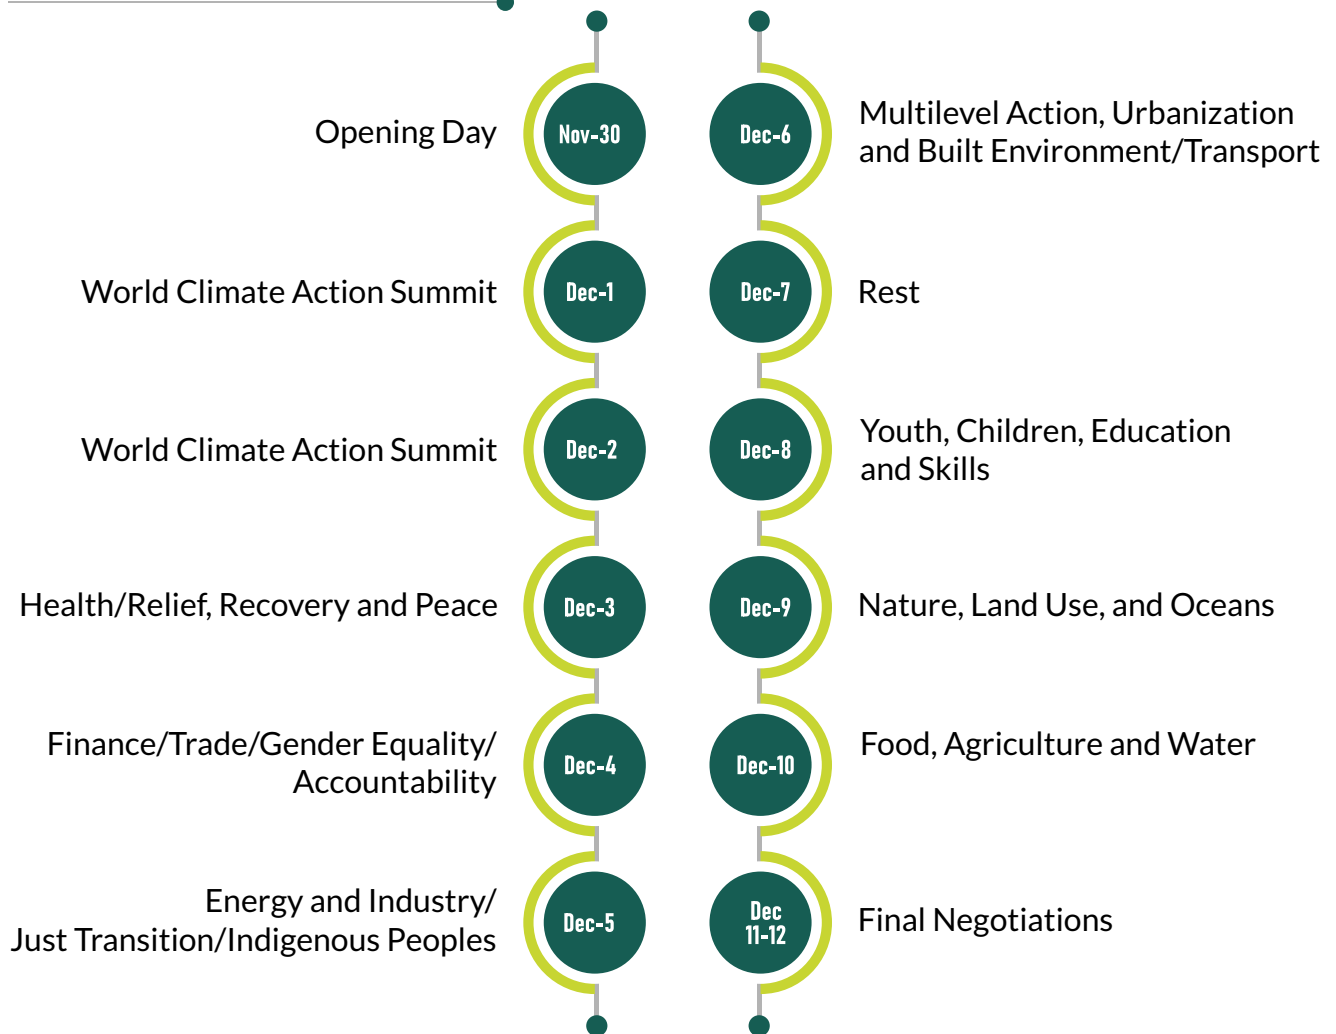 Opening Day
Nov-30
World Climate Action Summit
Dec-1
World Climate Action Summit
Dec-2
Health/Relief, Recovery and Peace
Dec-3
Finance/Trade/Gender Equality/
Accountability
Dec-4
Energy and Industry/
Just Transition/Indigenous Peoples
Dec-5
Dec-6
Multilevel Action, Urbanization
and Built Environment/Transport
Dec-7
Rest
Dec-8
Youth, Children, Education
and Skills
Dec-9
Nature, Land Use, and Oceans
Dec-10
Food, Agriculture and Water
Dec
11-12
Final Negotiations